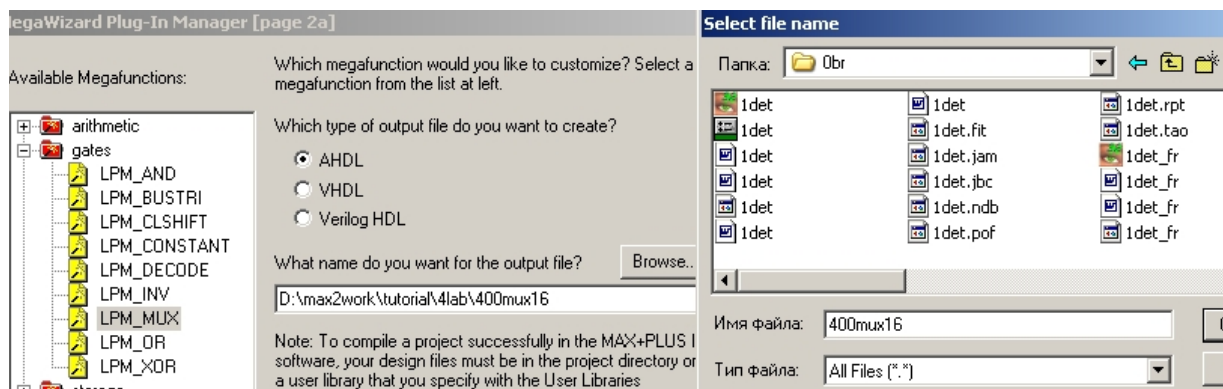 legaWizard Plug-In Manager [page 2a]
Available Megafunctions:
arithmetic
gates
LPM_AND
LPM_BUSTRI
LPM_CLSHIFT
LPM_CONSTANT
LPM_DECODE
LPM_INV
LPM_MUX
LPM_OR
LPM_XOR
Which megafunction would you like to customize? Select a
megafunction from the list at left.
Which type of output file do you want to create?
AHDL
VHDL
Verilog HDL
What name do you want for the output file?
Browse..
D:\max2work\tutorial\4lab\400mux16
Note: To compile a project successfully in the MAX+PLUS I
software, your design files must be in the project directory or
a user library that you specify with the User Libraries
Select file name
Папка: 0br
1det
1det
1det
1det
1det
1det
1det
1det.fit
1det.jam
1det.jbc
1det.ndb
1det.pof
1det.rpt
1det.tao
1det_fr
1det_fr
1det_fr
1det_fr
Имя файла: 400mux16
Тип файла: All Files (*.*)